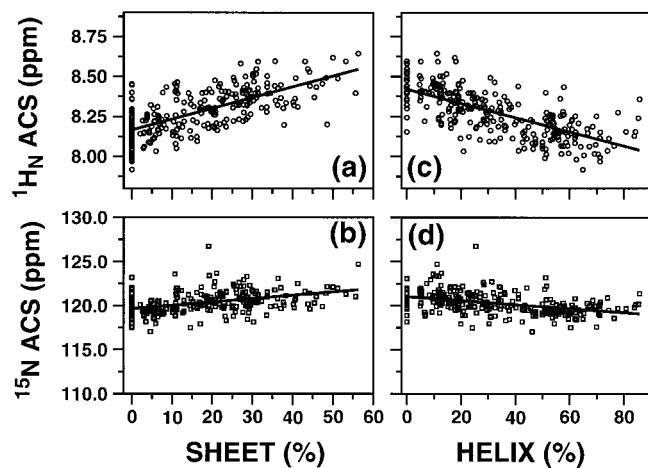 8.75
8.50
8.25
8.00
¹H_N ACS (ppm)
(a)
(c)
130.0
125.0
120.0
115.0
110.0
¹⁵N ACS (ppm)
(b)
(d)
0 10 20 30 40 50 60
0 20 40 60 80
SHEET (%)
HELIX (%)